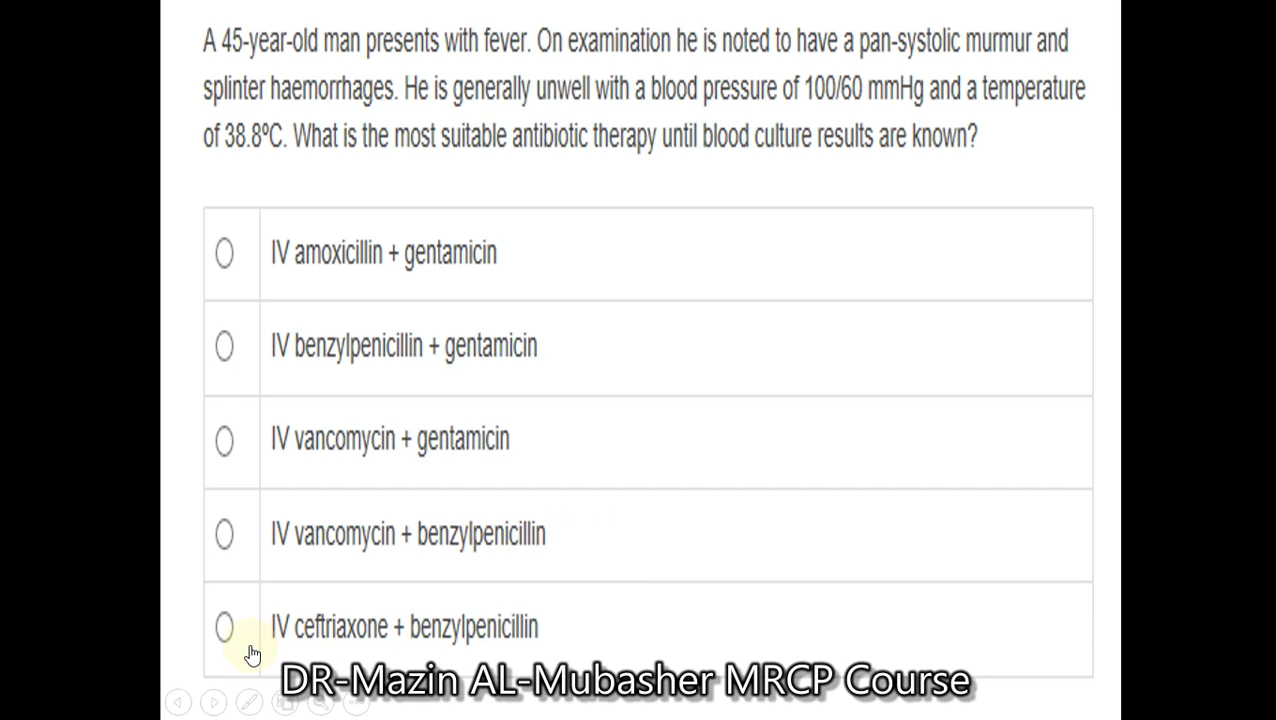 A 45-year-old man presents with fever. On examination he is noted to have a pan-systolic murmur and
splinter haemorrhages. He is generally unwell with a blood pressure of 100/60 mmHg and a temperature
of 38.8ºC. What is the most suitable antibiotic therapy until blood culture results are known?
IV amoxicillin + gentamicin
IV benzylpenicillin + gentamicin
IV vancomycin + gentamicin
IV vancomycin + benzylpenicillin
IV ceftriaxone + benzylpenicillin
DR-Mazin AL-Mubasher MRCP Course